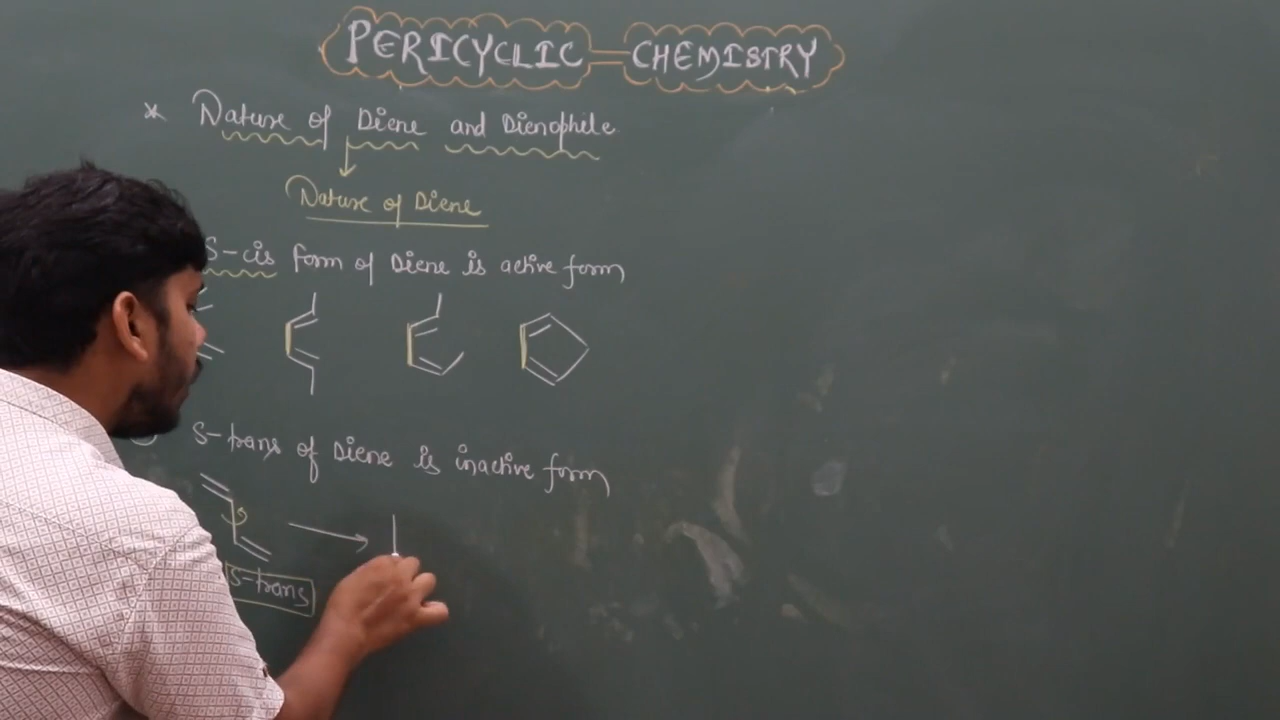 PERICYCLIC CHEMISTRY
* Nature of Diene and Dienophile
Nature of Diene
S-cis form of Diene is active form
S-trans of Diene is inactive form
S-trans